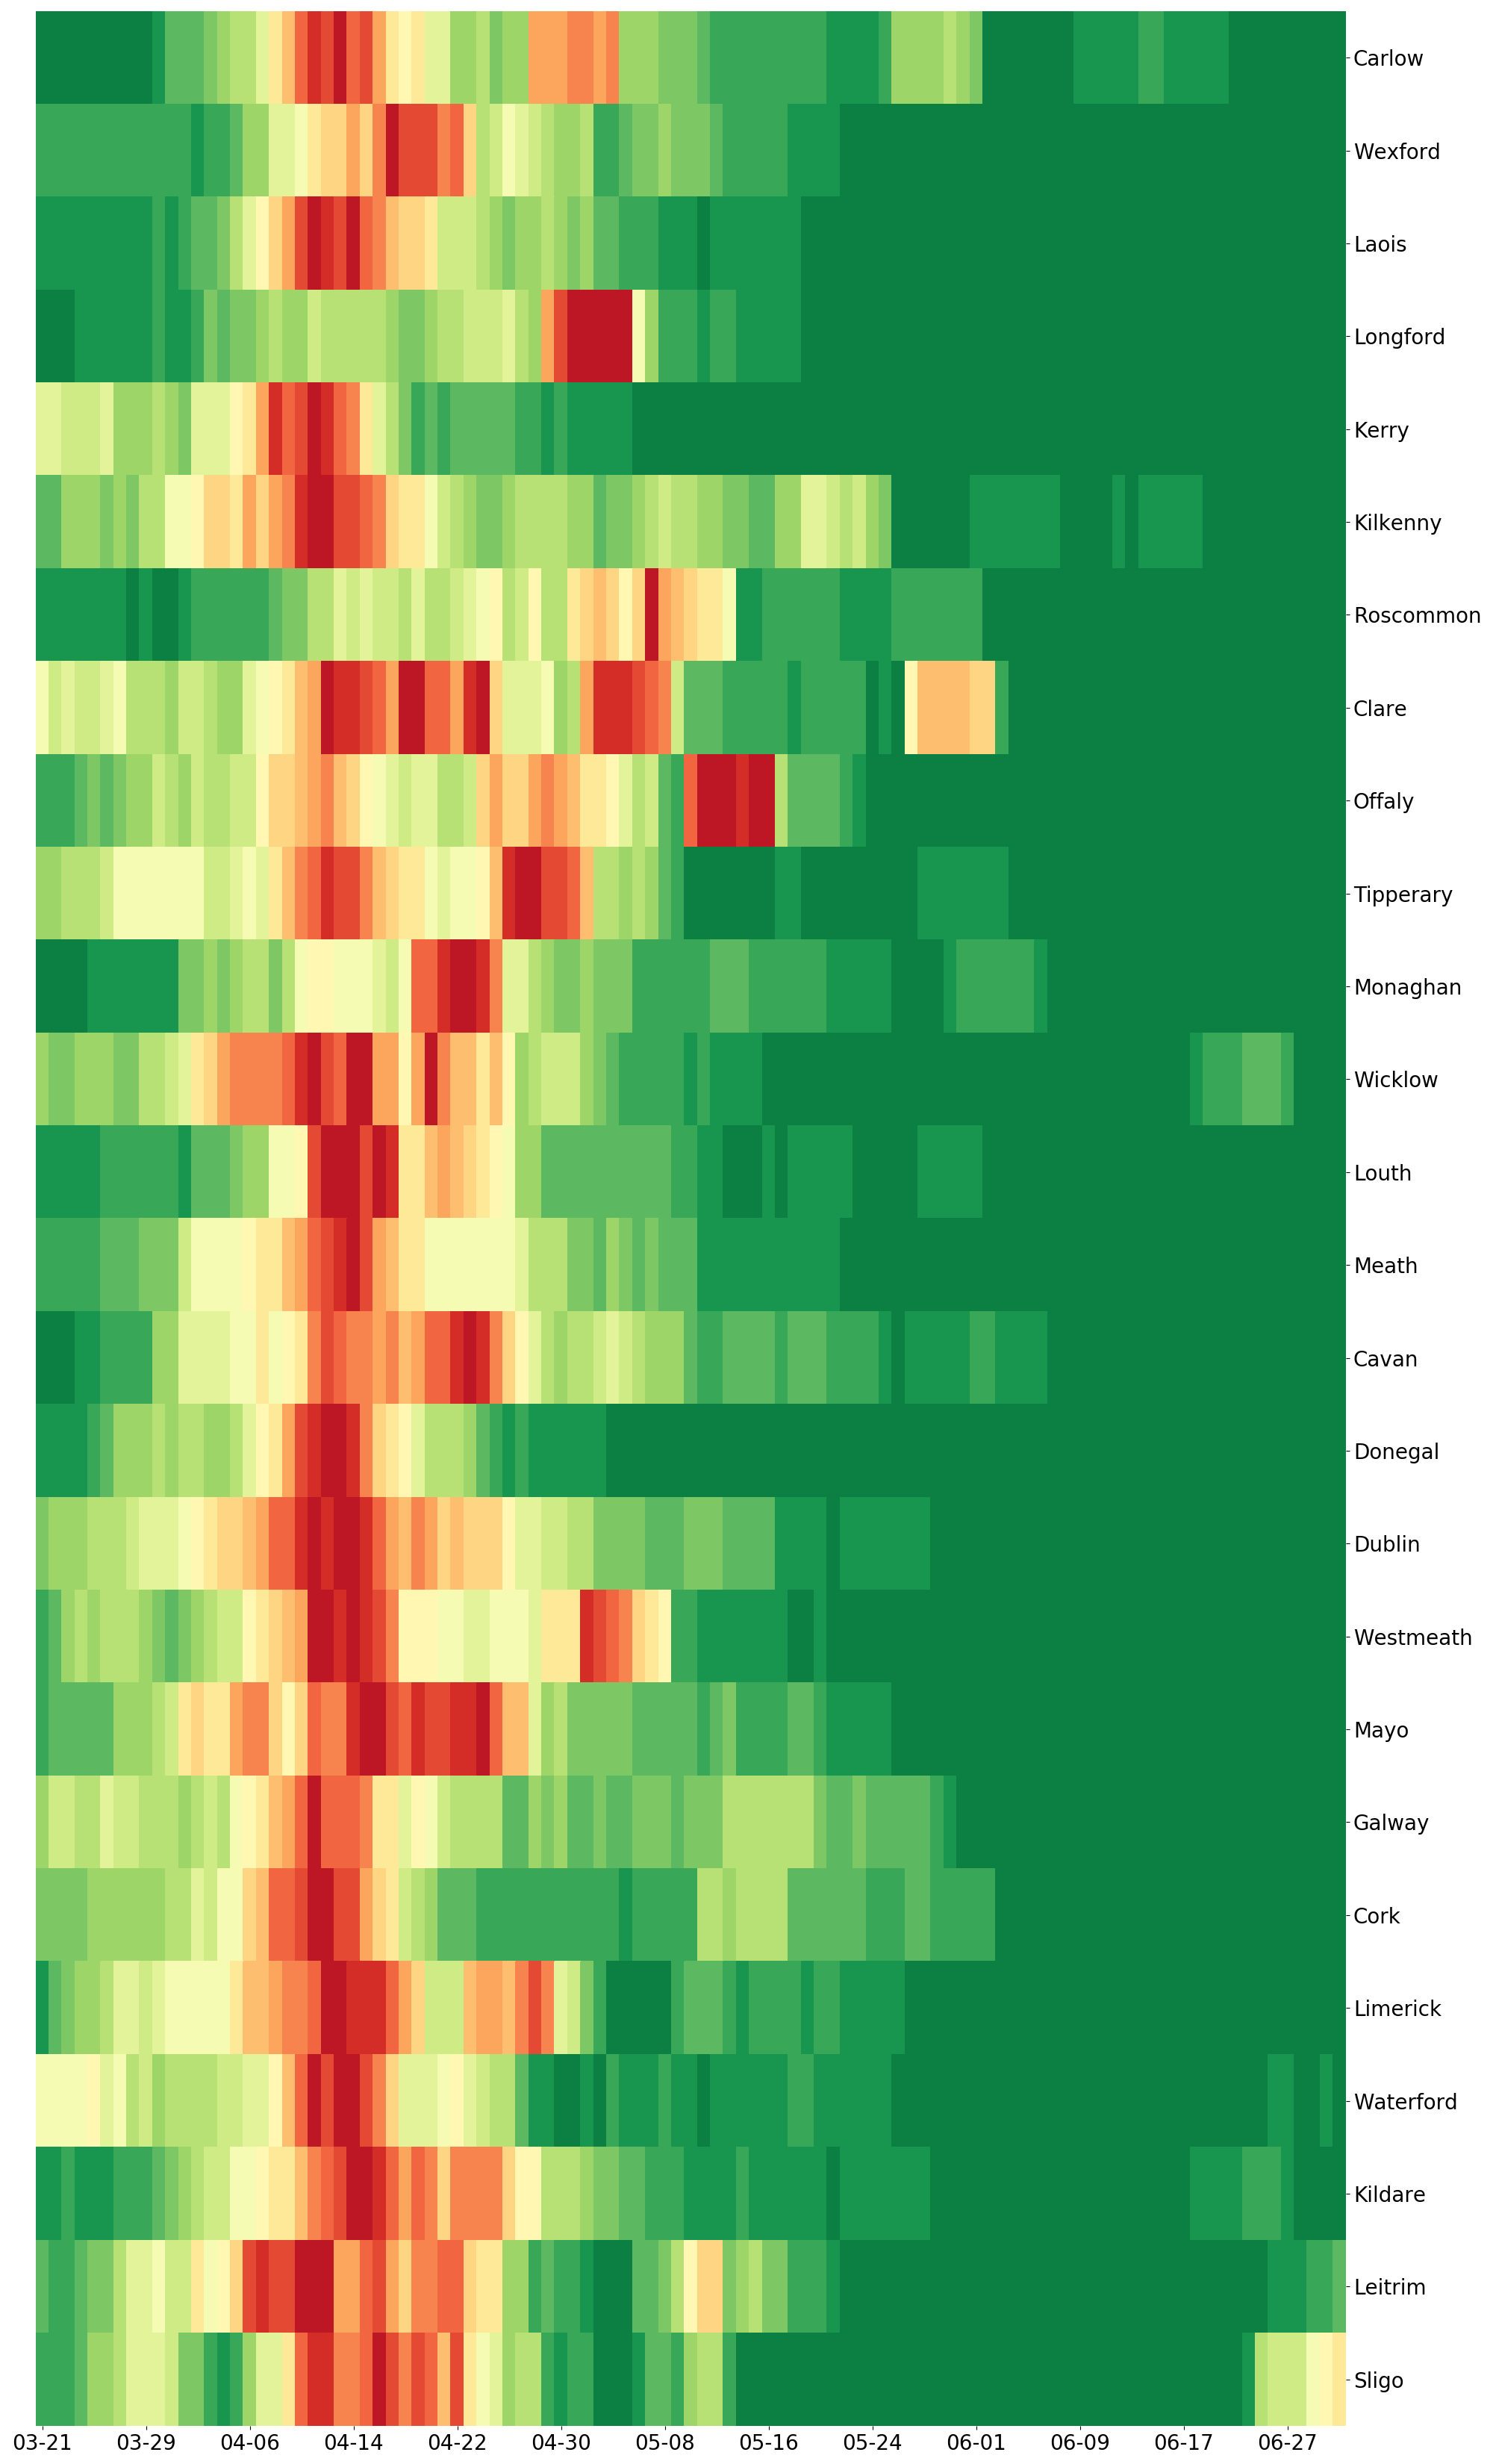 Carlow
Wexford
Laois
Longford
Kerry
Kilkenny
Roscommon
Clare
Offaly
Tipperary
Monaghan
Wicklow
Louth
Meath
Cavan
Donegal
Dublin
Westmeath
Mayo
Galway
Cork
Limerick
Waterford
Kildare
Leitrim
Sligo
03-21 03-29 04-06 04-14 04-22 04-30 05-08 05-16 05-24 06-01 06-09 06-17 06-27